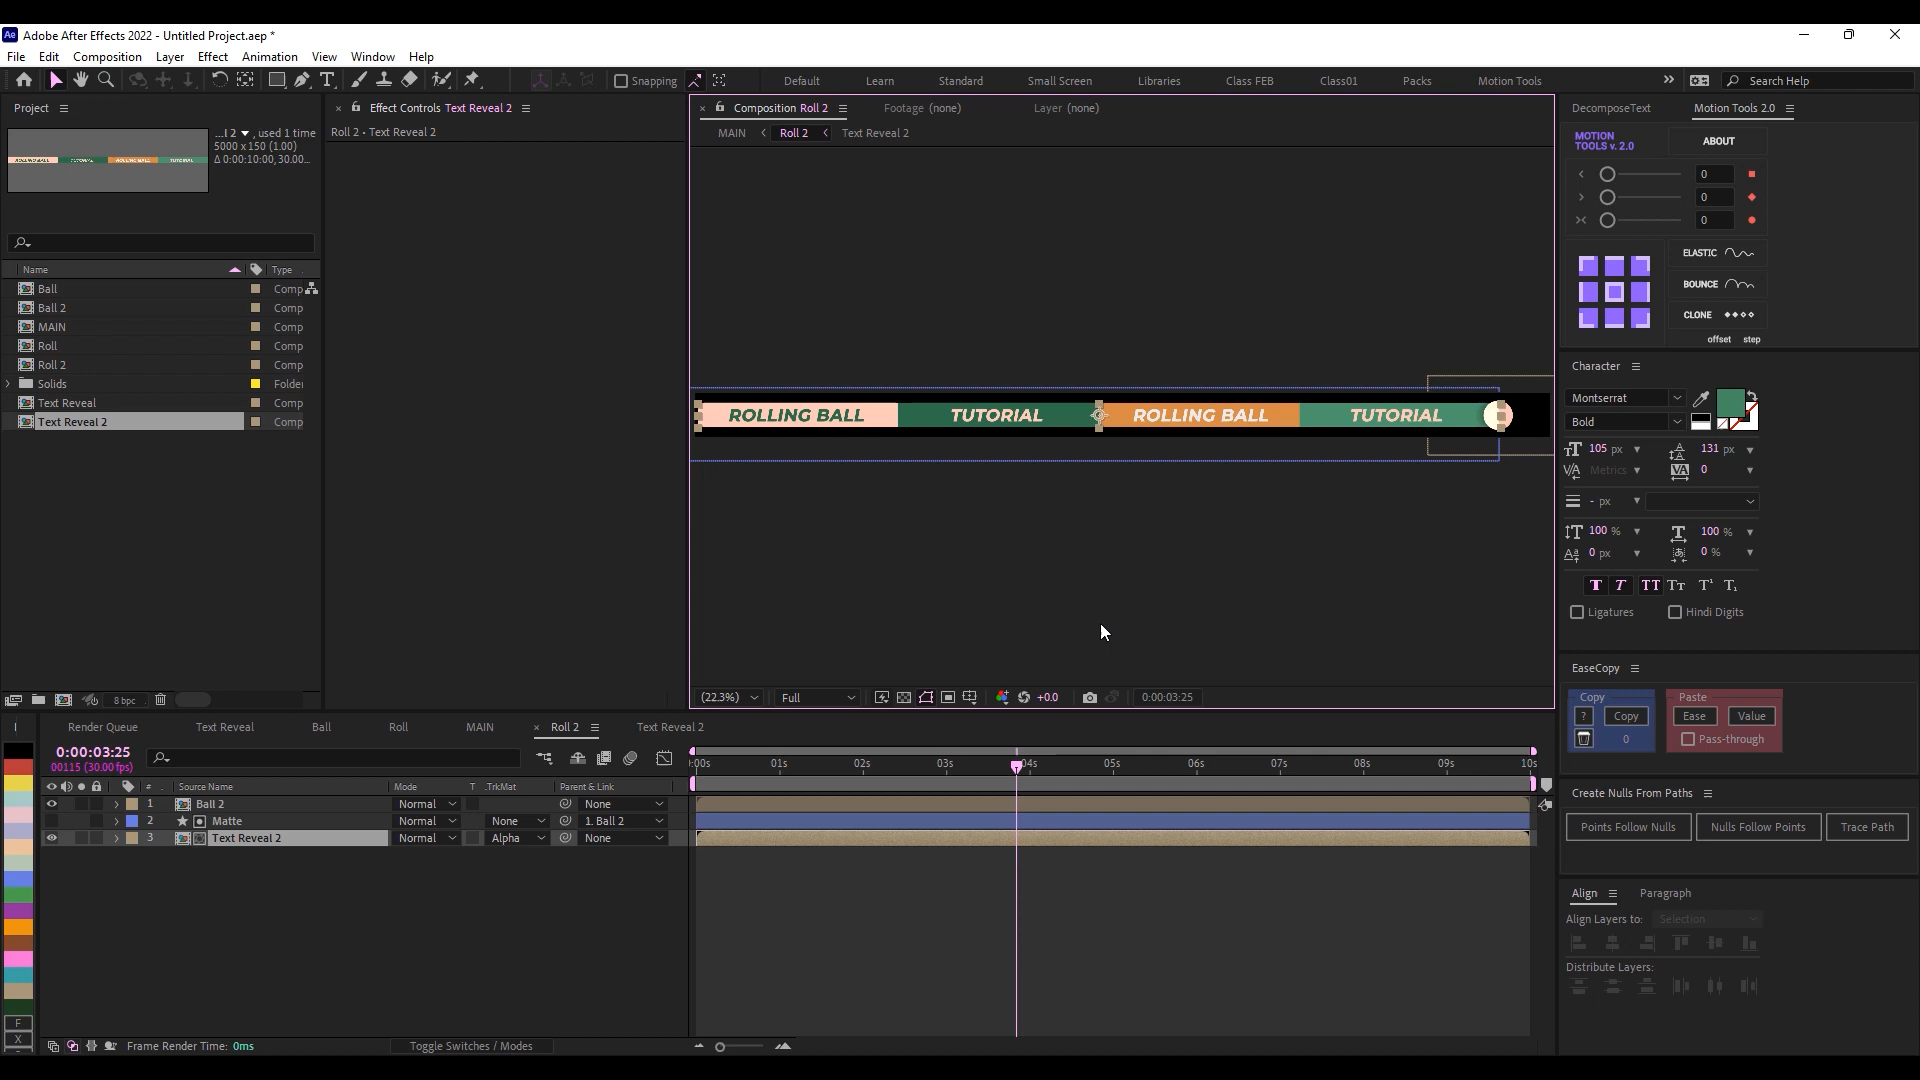 Ae Adobe After Effects 2022 - Untitled Project.aep *
File Edit Composition Layer Effect Animation View Window Help
Snapping Default Learn Standard Small Screen Libraries Class FEB Class01 Packs Motion Tools Search Help
Project
...l 2 , used 1 time
5000 x 150 (1.00)
Δ 0:00:10:00, 30.00...
Name Type
Ball Comp
Ball 2 Comp
MAIN Comp
Roll Comp
Roll 2 Comp
Solids Folder
Text Reveal Comp
Text Reveal 2 Comp
8 bpc
Effect Controls Text Reveal 2
Roll 2 • Text Reveal 2
Composition Roll 2 Footage (none) Layer (none)
MAIN Roll 2 Text Reveal 2
ROLLING BALL TUTORIAL ROLLING BALL TUTORIAL
(22.3%) Full +0.0 0:00:03:25
DecomposeText Motion Tools 2.0
MOTION TOOLS v. 2.0 ABOUT
0
0
0
ELASTIC
BOUNCE
CLONE
offset step
Character
Montserrat
Bold
105 px 131 px
Metrics 0
- px
100 % 100 %
0 px 0 %
T T TT Tт T¹ T₁
Ligatures Hindi Digits
EaseCopy
Copy Paste
? Copy Ease Value
0 Pass-through
Create Nulls From Paths
Points Follow Nulls Nulls Follow Points Trace Path
Align Paragraph
Align Layers to: Selection
Distribute Layers:
Render Queue Text Reveal Ball Roll MAIN Roll 2 Text Reveal 2
0:00:03:25
00115 (30.00 fps)
:00s 01s 02s 03s 04s 05s 06s 07s 08s 09s 10s
# Source Name Mode T .TrkMat Parent & Link
1 Ball 2 Normal None
2 Matte Normal None 1. Ball 2
3 Text Reveal 2 Normal Alpha None
F
X
Frame Render Time: 0ms Toggle Switches / Modes